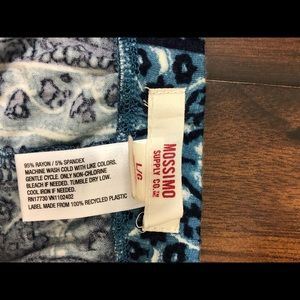 95% RAYON / 5% SPANDEX
MACHINE WASH COLD WITH LIKE COLORS.
GENTLE CYCLE. ONLY NON-CHLORINE
BLEACH IF NEEDED. TUMBLE DRY LOW.
COOL IRON IF NEEDED.
RN17730 VN1102402
LABEL MADE FROM 100% RECYCLED PLASTIC
L/G
MOSSIMO
SUPPLY CO.